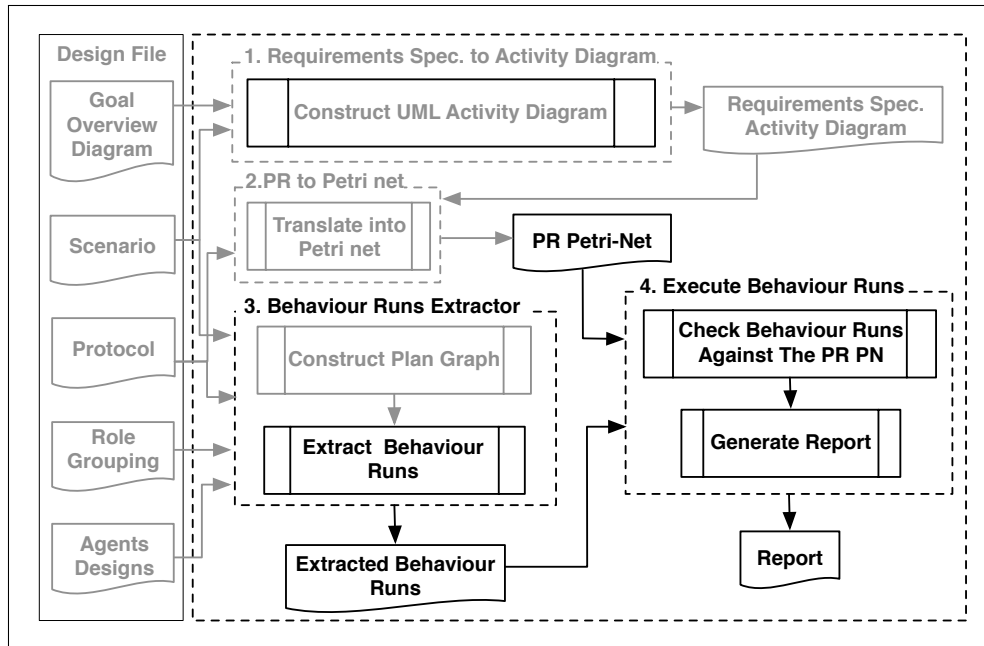 Design File
Goal
Overview
Diagram
Scenario
Protocol
Role
Grouping
Agents
Designs
1. Requirements Spec. to Activity Diagram
Construct UML Activity Diagram
Requirements Spec.
Activity Diagram
2.PR to Petri net
Translate into
Petri net
PR Petri-Net
3. Behaviour Runs Extractor
Construct Plan Graph
Extract Behaviour
Runs
Extracted Behaviour
Runs
4. Execute Behaviour Runs
Check Behaviour Runs
Against The PR PN
Generate Report
Report